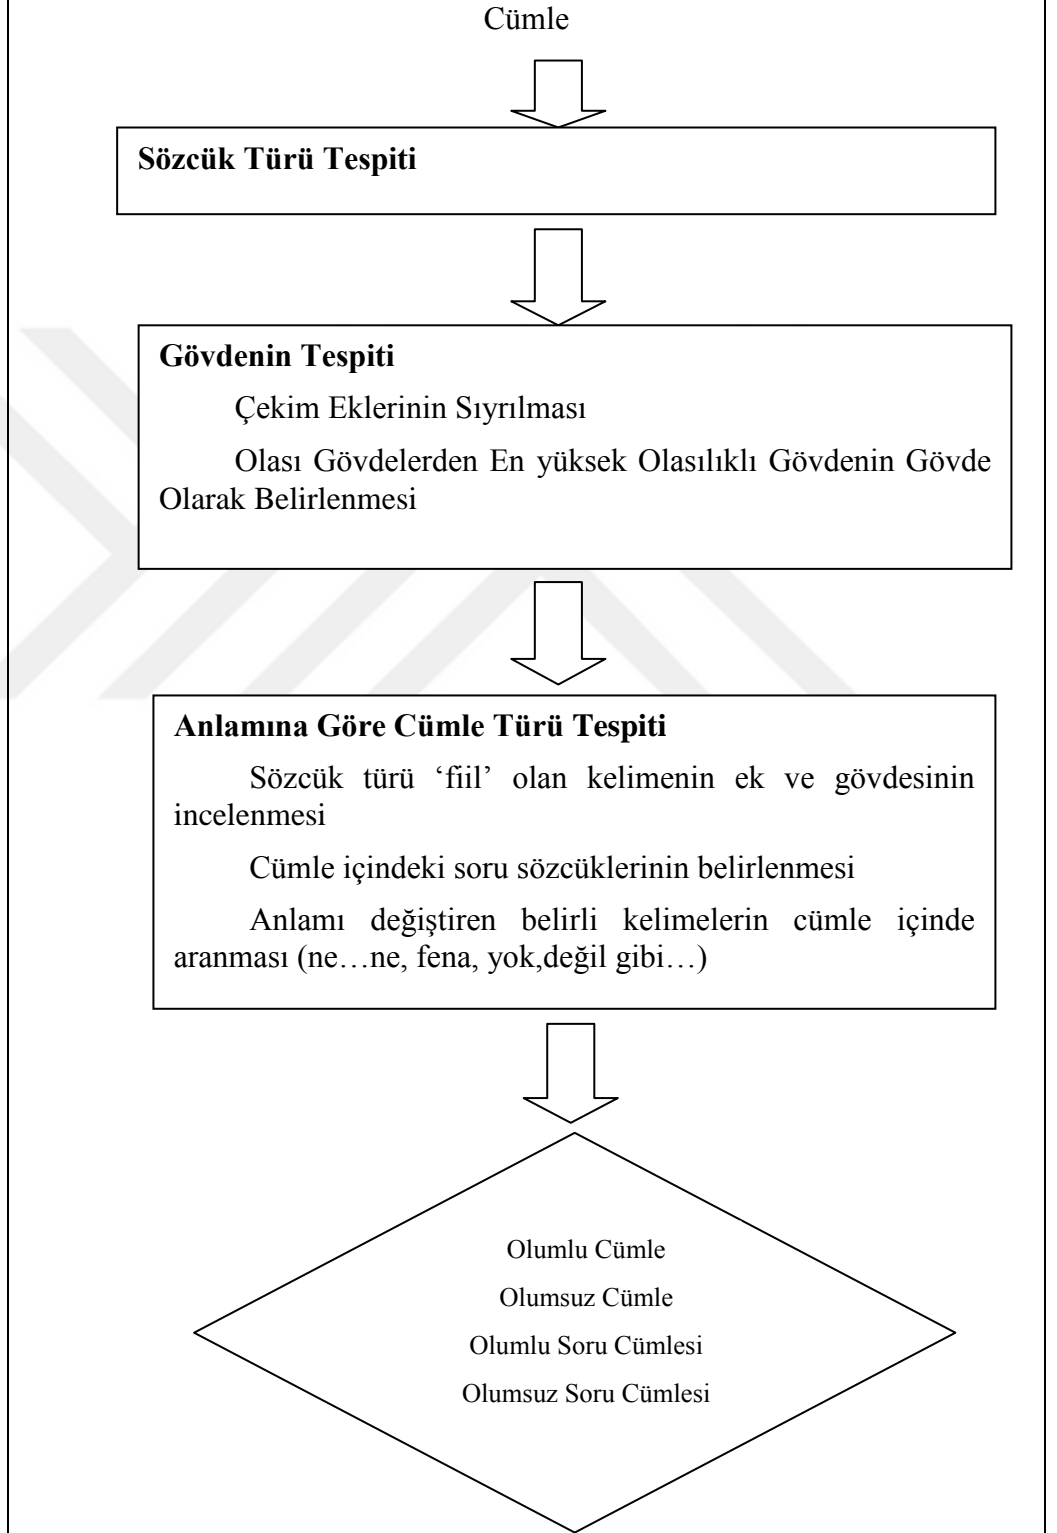 Cümle
Sözcük Türü Tespiti
Gövdenin Tespiti
Çekim Eklerinin Sıyrılması
Olası Gövdelerden En yüksek Olasılıklı Gövdenin Gövde
Olarak Belirlenmesi
Anlamına Göre Cümle Türü Tespiti
Sözcük türü ‘fiil’ olan kelimenin ek ve gövdesinin
incelenmesi
Cümle içindeki soru sözcüklerinin belirlenmesi
Anlamı değiştiren belirli kelimelerin cümle içinde
aranması (ne…ne, fena, yok,değil gibi…)
Olumlu Cümle
Olumsuz Cümle
Olumlu Soru Cümlesi
Olumsuz Soru Cümlesi